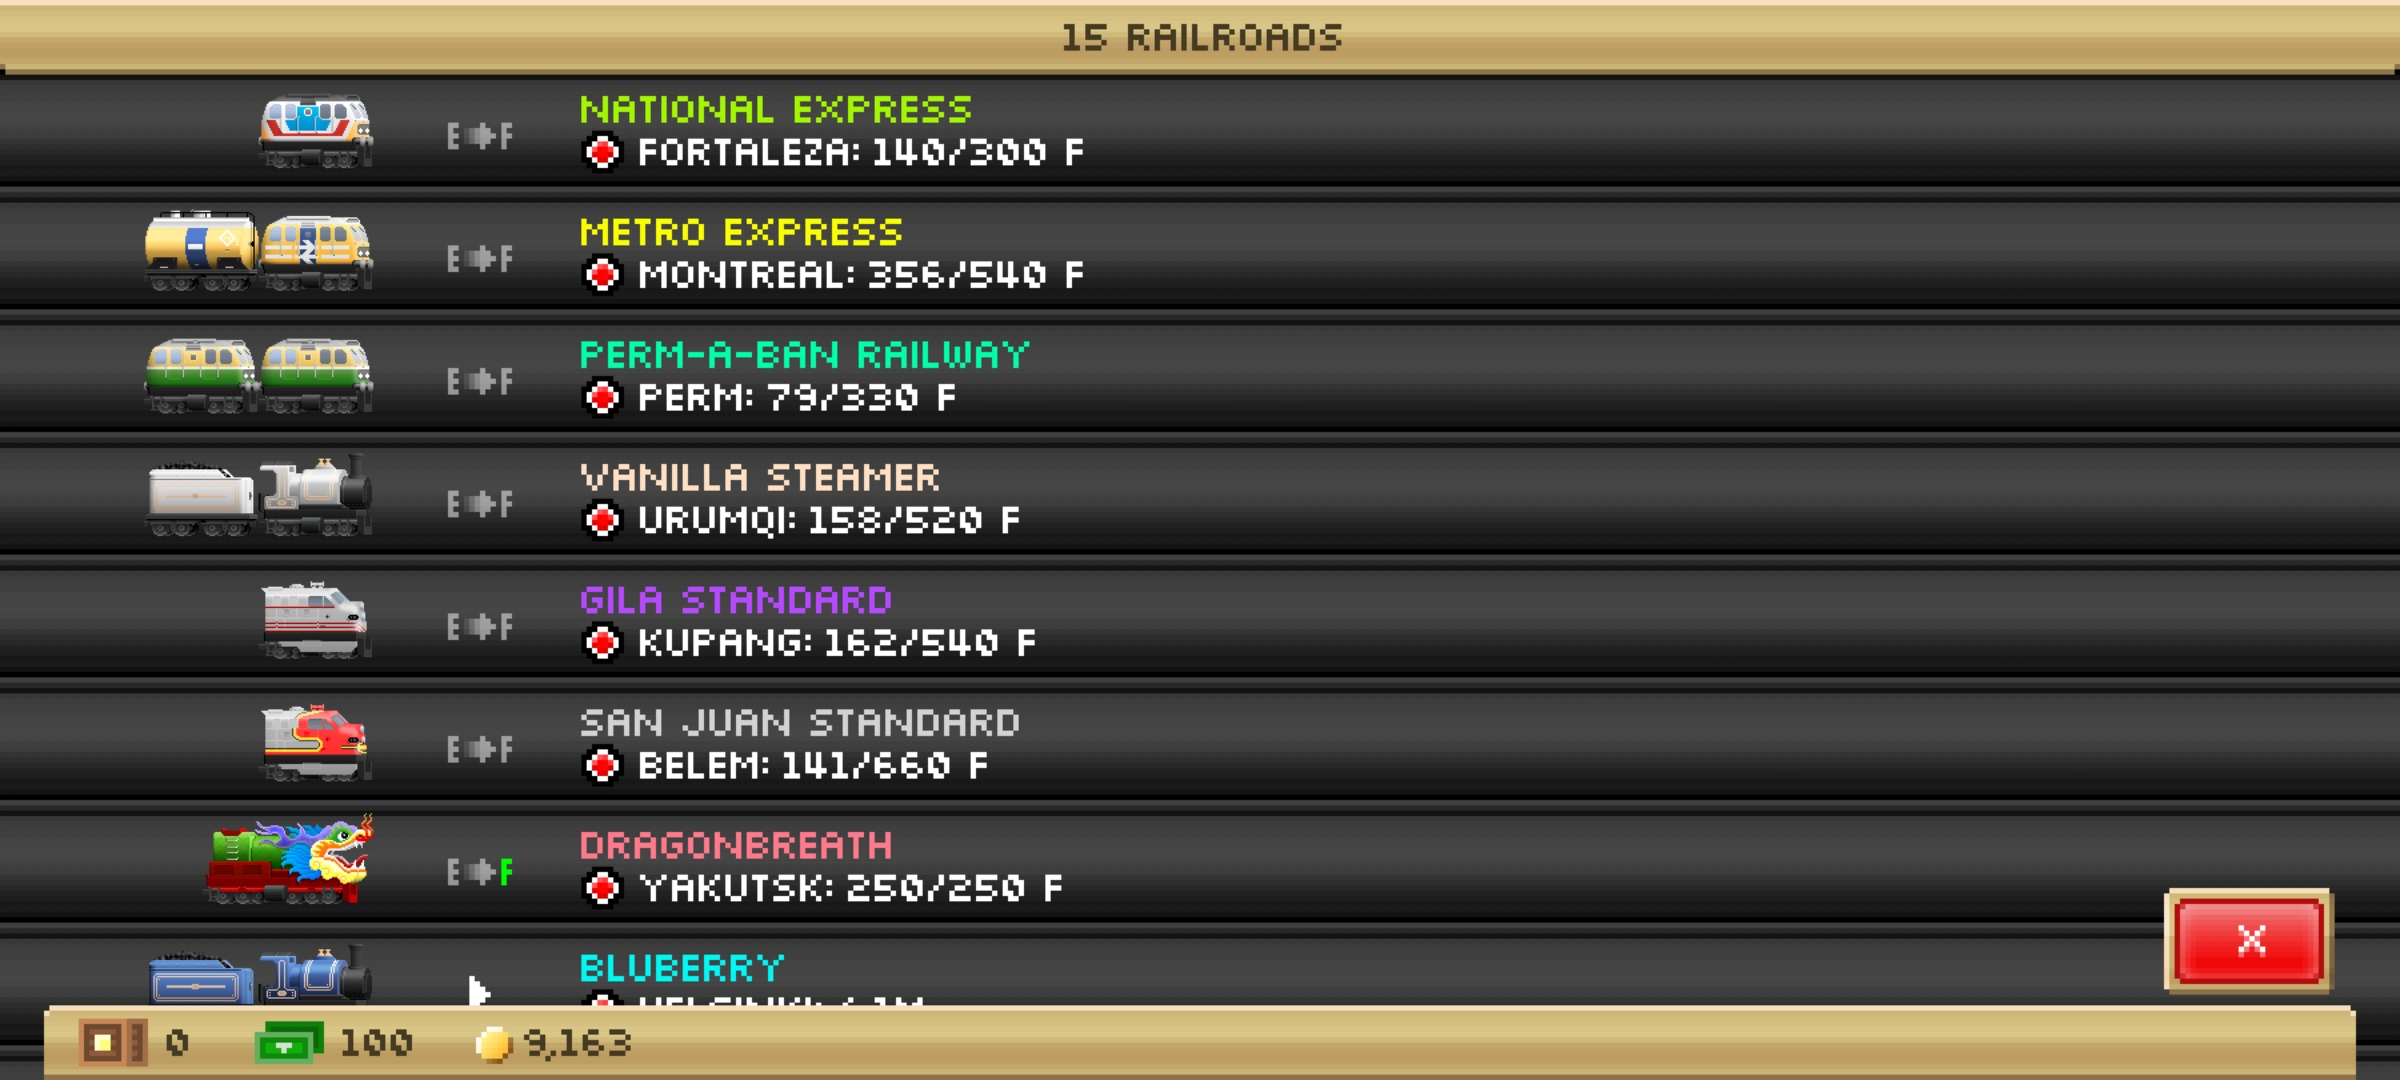 15 RAILROADS
E F
NATIONAL EXPRESS
FORTALEZA: 140/300 F
E F
METRO EXPRESS
MONTREAL: 356/540 F
E F
PERM-A-BAN RAILWAY
PERM: 79/330 F
E F
VANILLA STEAMER
URUMQI: 158/520 F
E F
GILA STANDARD
KUPANG: 162/540 F
E F
SAN JUAN STANDARD
BELEM: 141/660 F
E F
DRAGONBREATH
YAKUTSK: 250/250 F
BLUBERRY
X
0 100 9,163